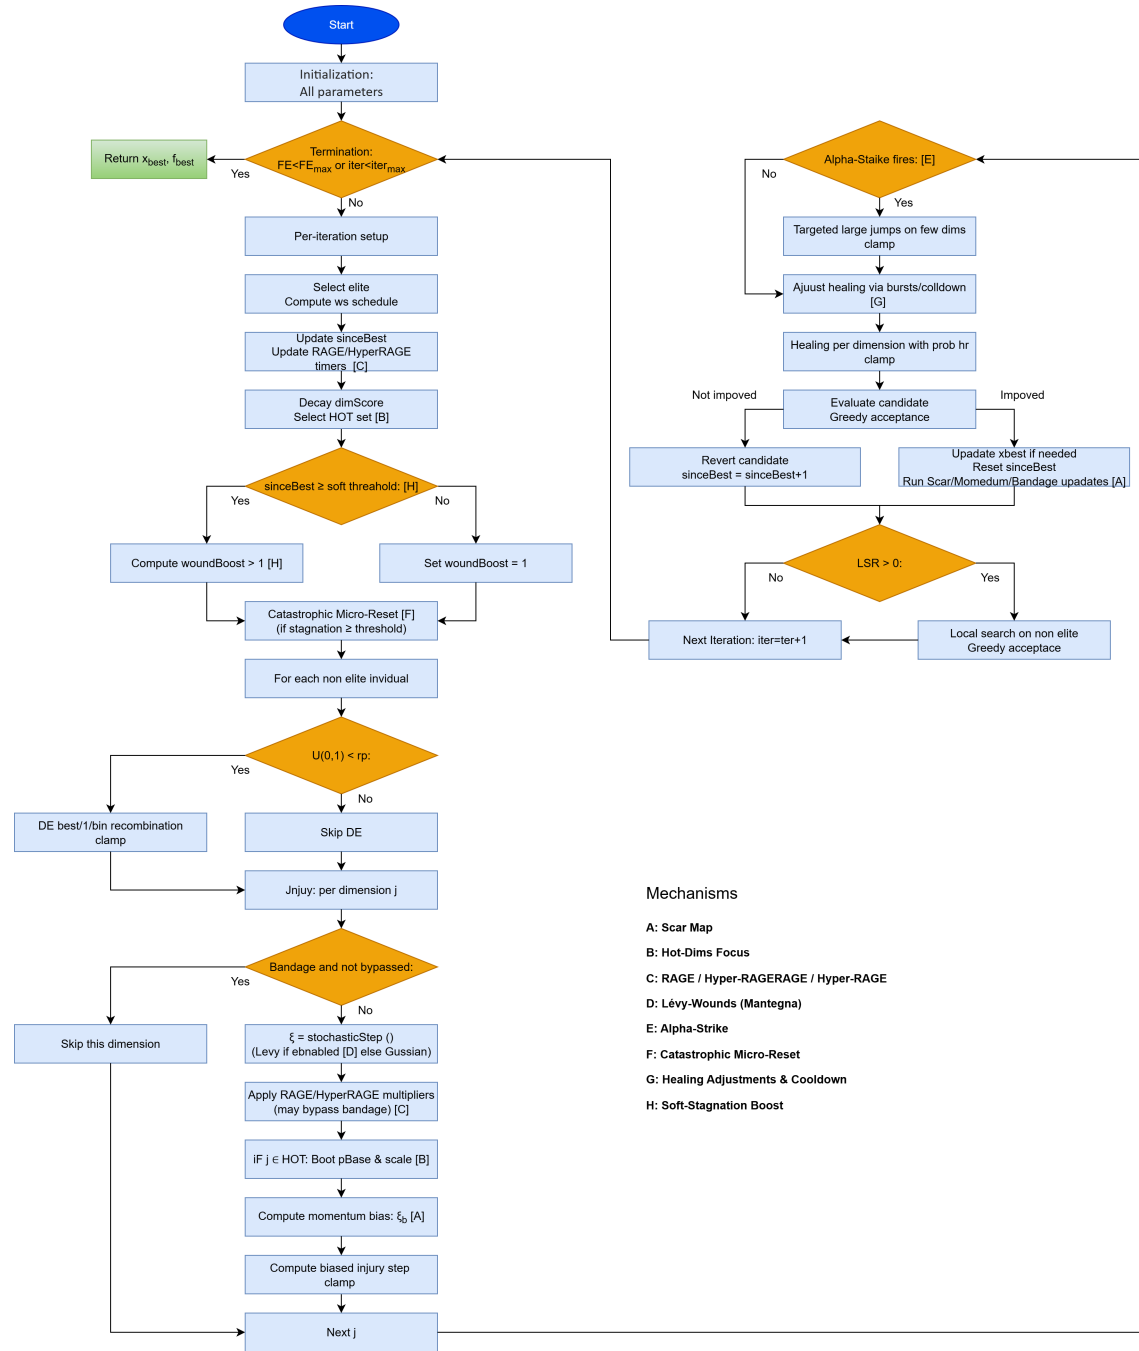 Start
Initialization:
All parameters
Termination:
FE<FEmax or iter<itermax
Return xbest, fbest
Yes
No
Per-iteration setup
Select elite
Compute ws schedule
Update sinceBest
Update RAGE/HyperRAGE
timers [C]
Decay dimScore
Select HOT set [B]
sinceBest ≥ soft threahold: [H]
Yes
No
Compute woundBoost > 1 [H]
Set woundBoost = 1
Catastrophic Micro-Reset [F]
(if stagnation ≥ threshold)
For each non elite invidual
U(0,1) < rp:
Yes
No
DE best/1/bin recombination
clamp
Skip DE
Jnjuy: per dimension j
Bandage and not bypassed:
Yes
No
Skip this dimension
ξ = stochasticStep ()
(Levy if ebnabled [D] else Gussian)
Apply RAGE/HyperRAGE multipliers
(may bypass bandage) [C]
iF j ∈ HOT: Boot pBase & scale [B]
Compute momentum bias: ξb [A]
Compute biased injury step
clamp
Next j
Alpha-Staike fires: [E]
No
Yes
Targeted large jumps on few dims
clamp
Ajuust healing via bursts/colldown
[G]
Healing per dimension with prob hr
clamp
Not impoved
Impoved
Evaluate candidate
Greedy acceptance
Revert candidate
sinceBest = sinceBest+1
Upadate xbest if needed
Reset sinceBest
Run Scar/Momedum/Bandage upadates [A]
LSR > 0:
No
Yes
Next Iteration: iter=ter+1
Local search on non elite
Greedy acceptace
Mechanisms
A: Scar Map
B: Hot-Dims Focus
C: RAGE / Hyper-RAGERAGE / Hyper-RAGE
D: Lévy-Wounds (Mantegna)
E: Alpha-Strike
F: Catastrophic Micro-Reset
G: Healing Adjustments & Cooldown
H: Soft-Stagnation Boost